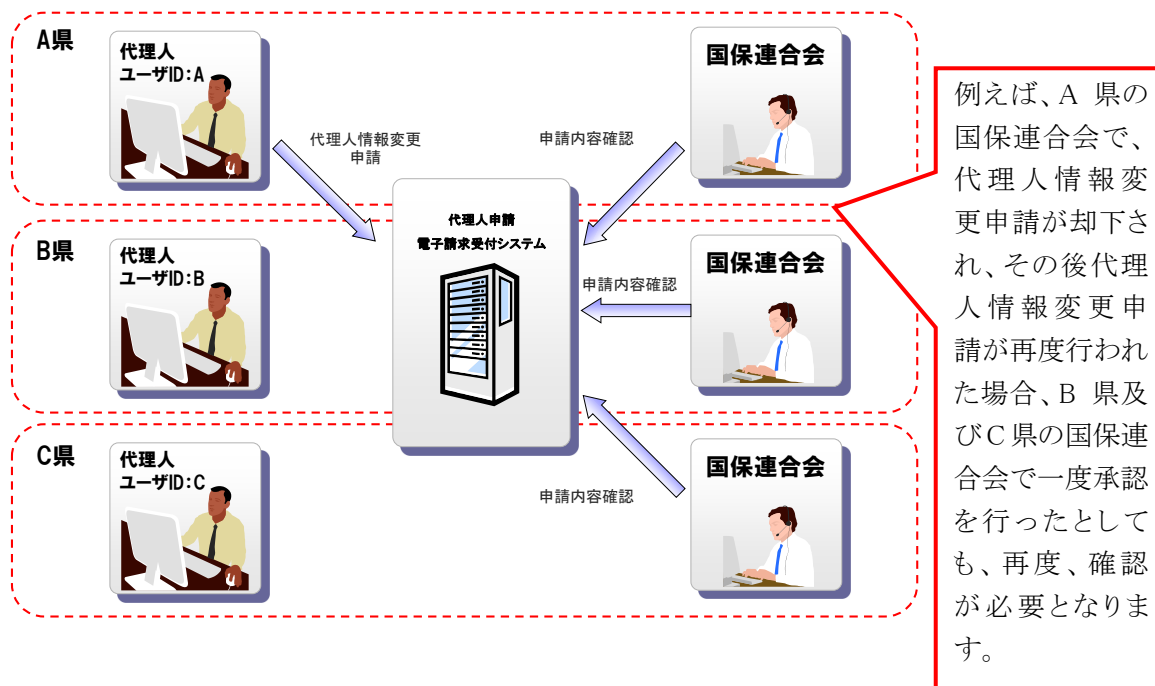 A県
代理人
ユーザID:A
国保連合会
代理人情報変更
申請
申請内容確認
代理人申請
電子請求受付システム
B県
代理人
ユーザID:B
国保連合会
申請内容確認
C県
代理人
ユーザID:C
国保連合会
申請内容確認
例えば、A 県の
国保連合会で、
代理人情報変
更申請が却下さ
れ、その後代理
人情報変更申
請が再度行われ
た場合、B 県及
びC県の国保連
合会で一度承認
を行ったとして
も、再度、確認
が必要となりま
す。